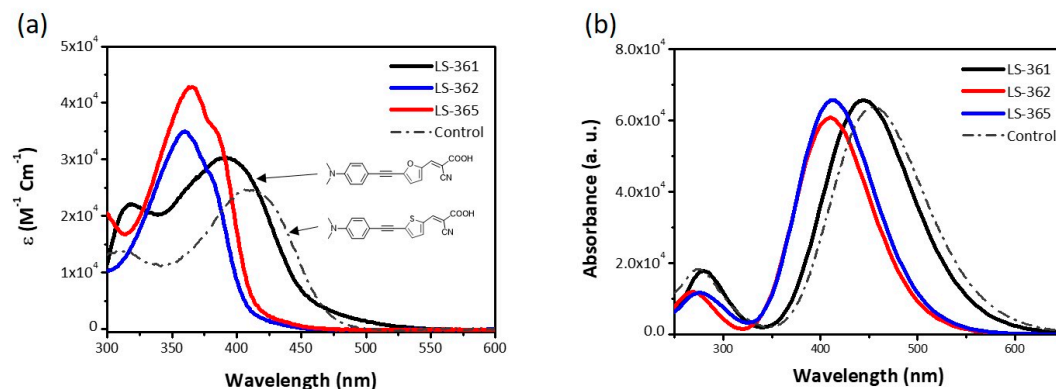 (a)
5x10⁴
4x10⁴
3x10⁴
2x10⁴
1x10⁴
0
ε (M⁻¹ Cm⁻¹)
LS-361
LS-362
LS-365
Control
N
O
COOH
CN
N
S
COOH
CN
300 350 400 450 500 550 600
Wavelength (nm)
(b)
8.0x10⁴
6.0x10⁴
4.0x10⁴
2.0x10⁴
0.0
Absorbance (a. u.)
LS-361
LS-362
LS-365
Control
300 400 500 600
Wavelength (nm)